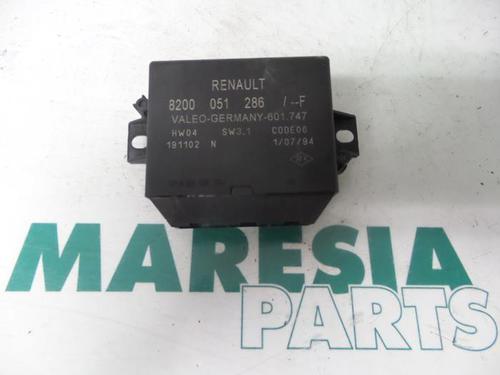 RENAULT
8200 051 286 /--F
VALEO-GERMANY-601.747
HW04 SW3.1 CODE06
191102 N 1/07/94
MARESIA
PARTS